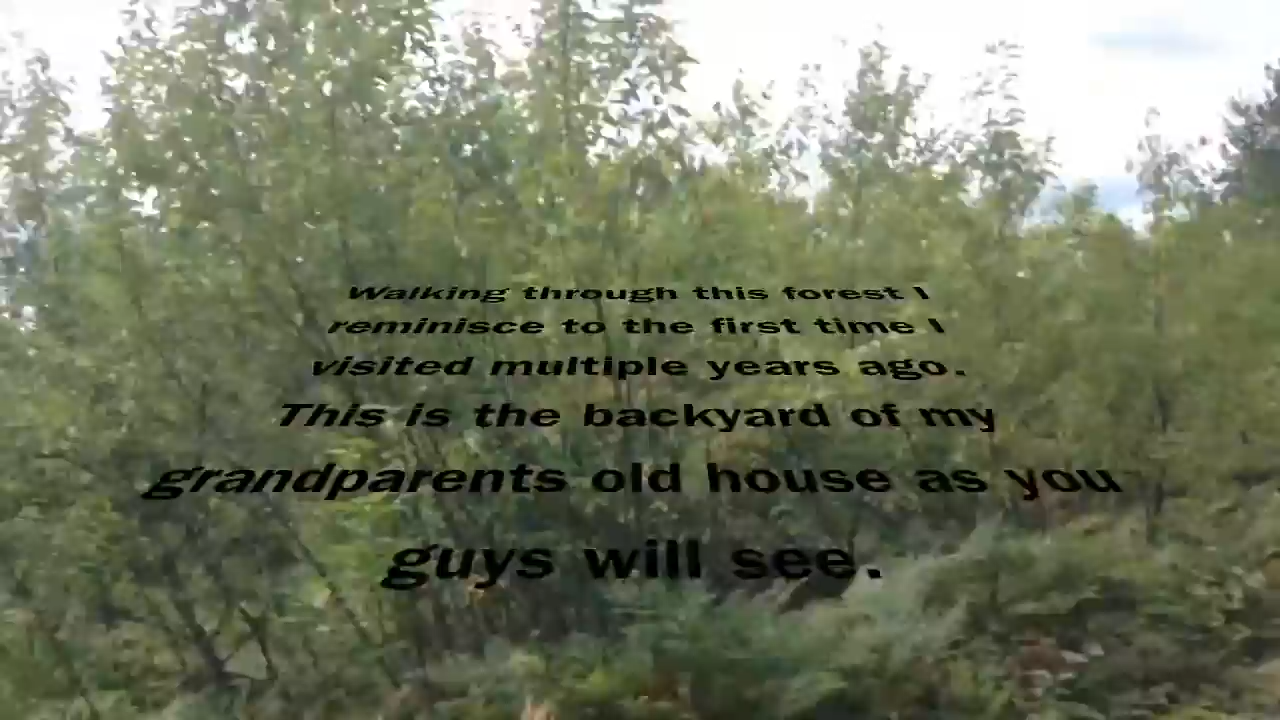 Walking through this forest I
reminisce to the first time I
visited multiple years ago.
This is the backyard of my
grandparents old house as you
guys will see.